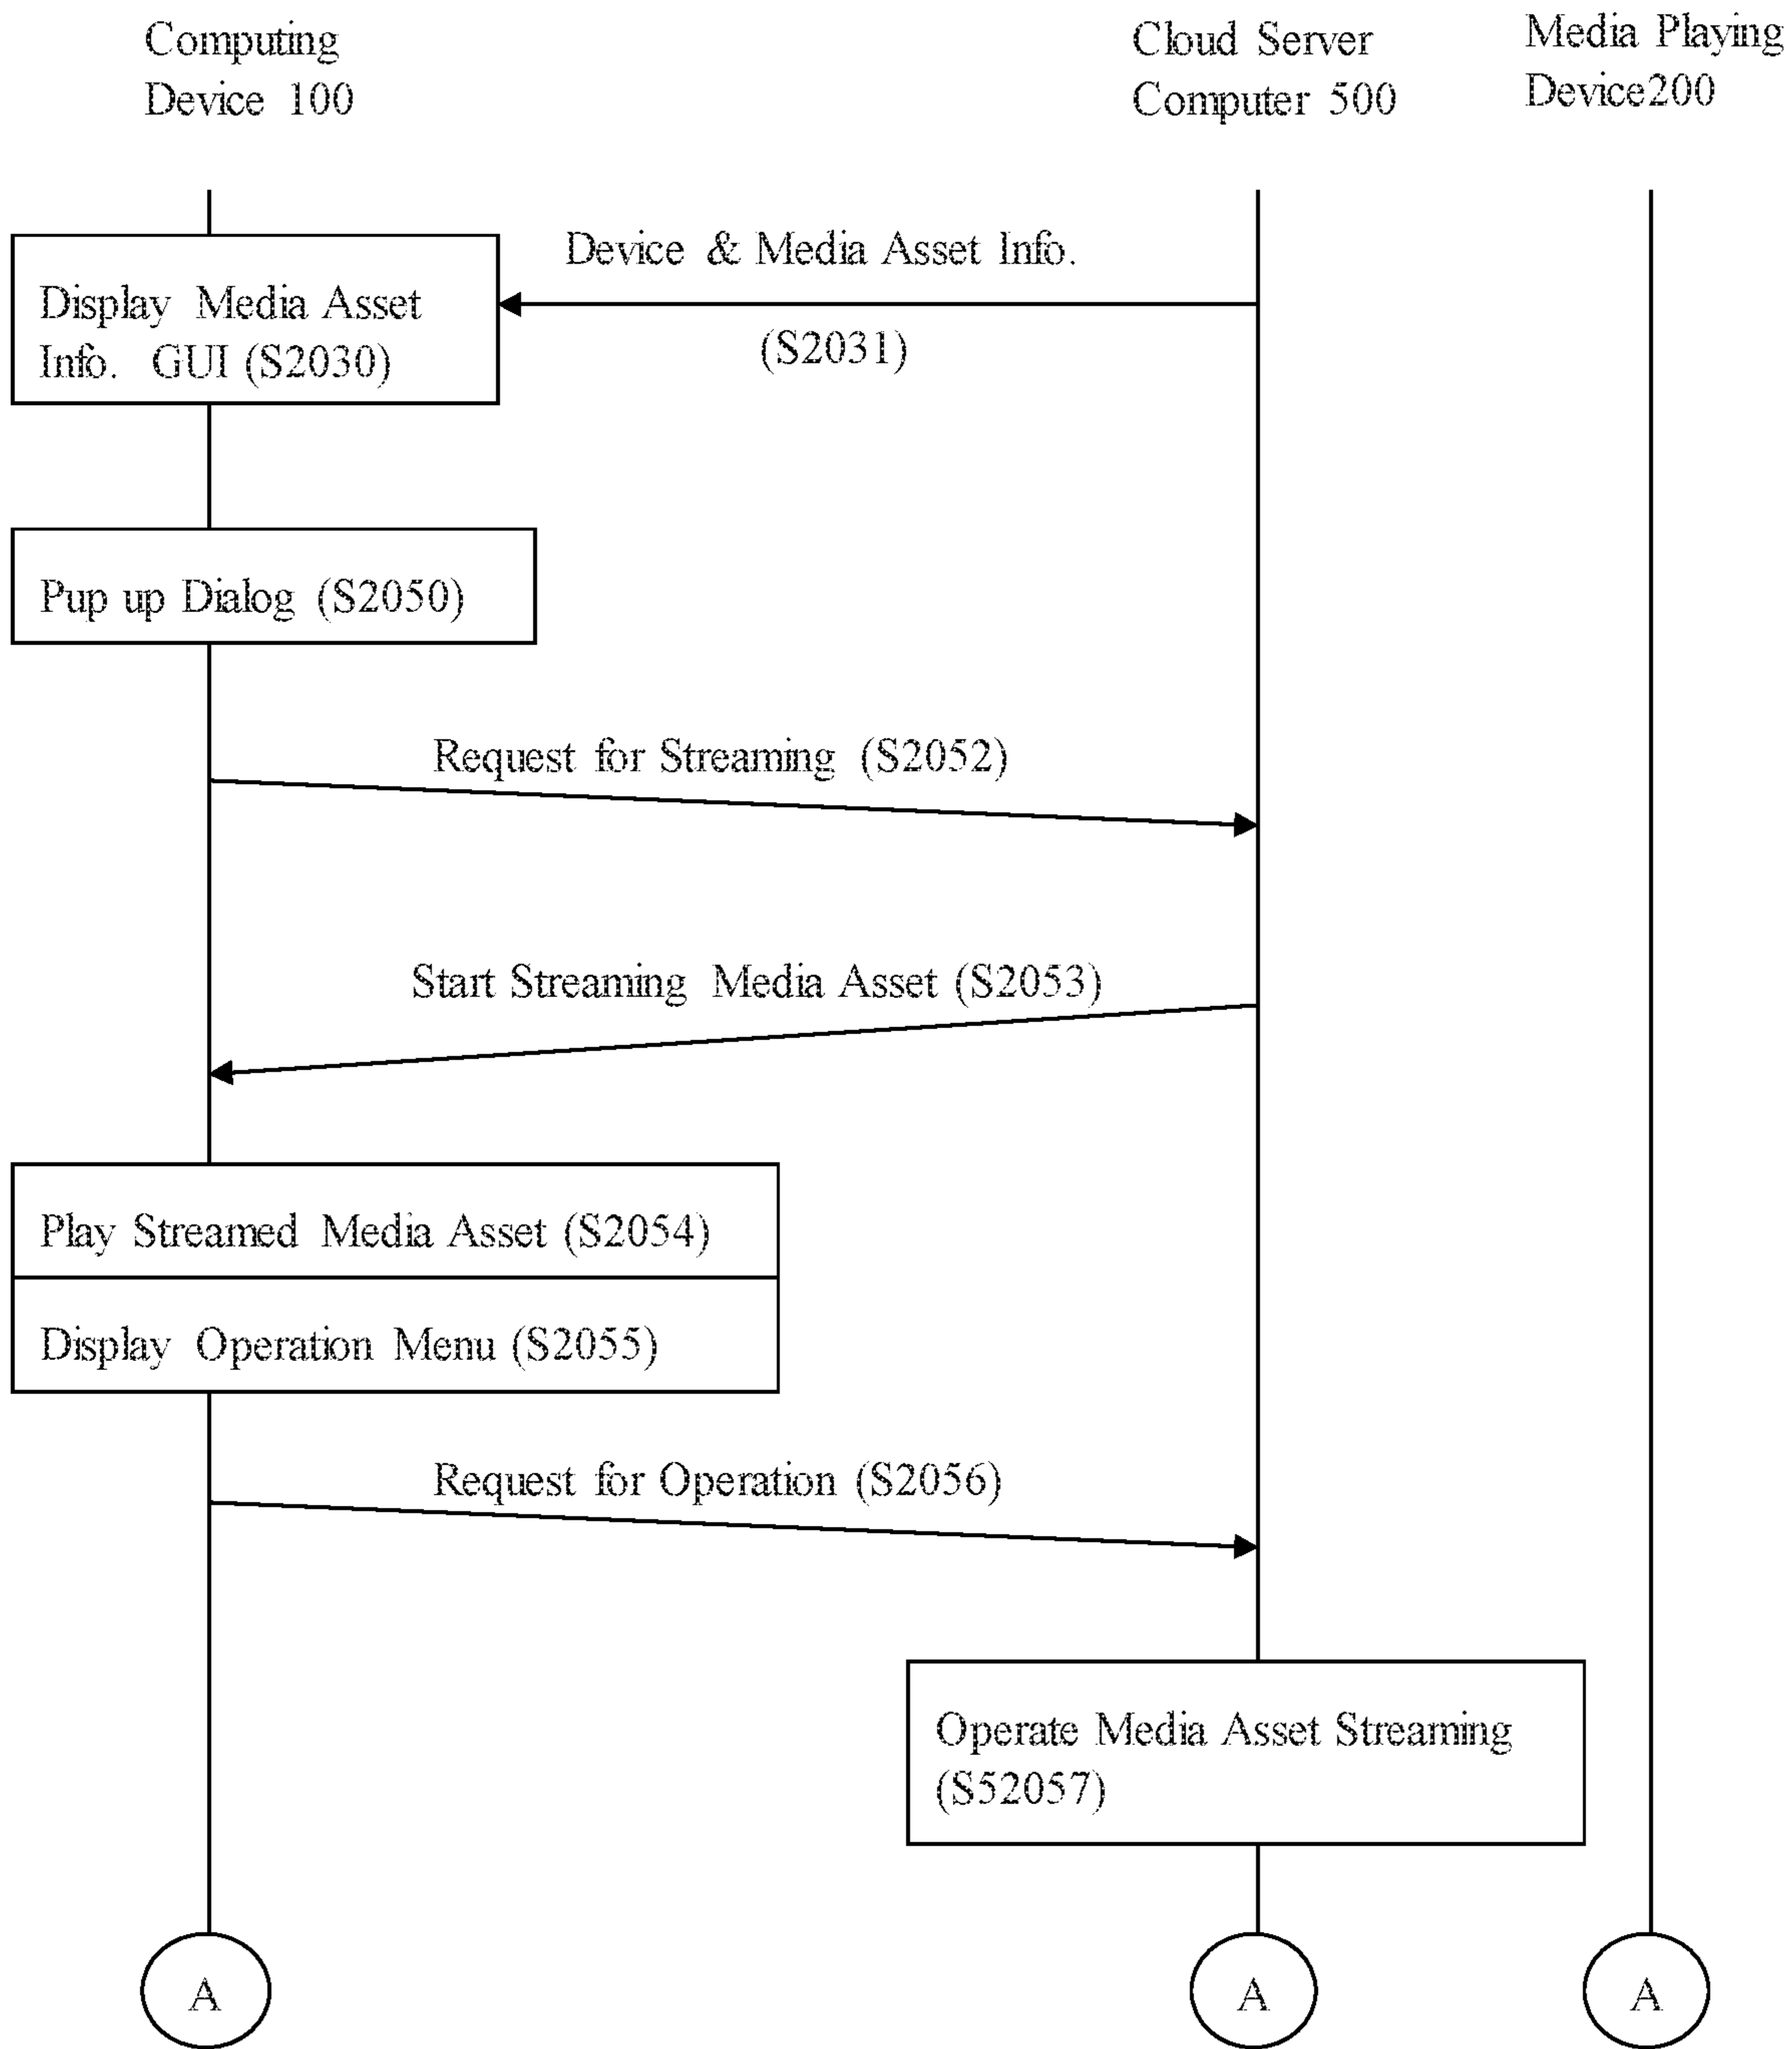 Computing
Device 100
Cloud Server
Computer 500
Media Playing
Device200
Device & Media Asset Info.
(S2031)
Display Media Asset
Info. GUI (S2030)
Pup up Dialog (S2050)
Request for Streaming (S2052)
Start Streaming Media Asset (S2053)
Play Streamed Media Asset (S2054)
Display Operation Menu (S2055)
Request for Operation (S2056)
Operate Media Asset Streaming
(S52057)
A
A
A